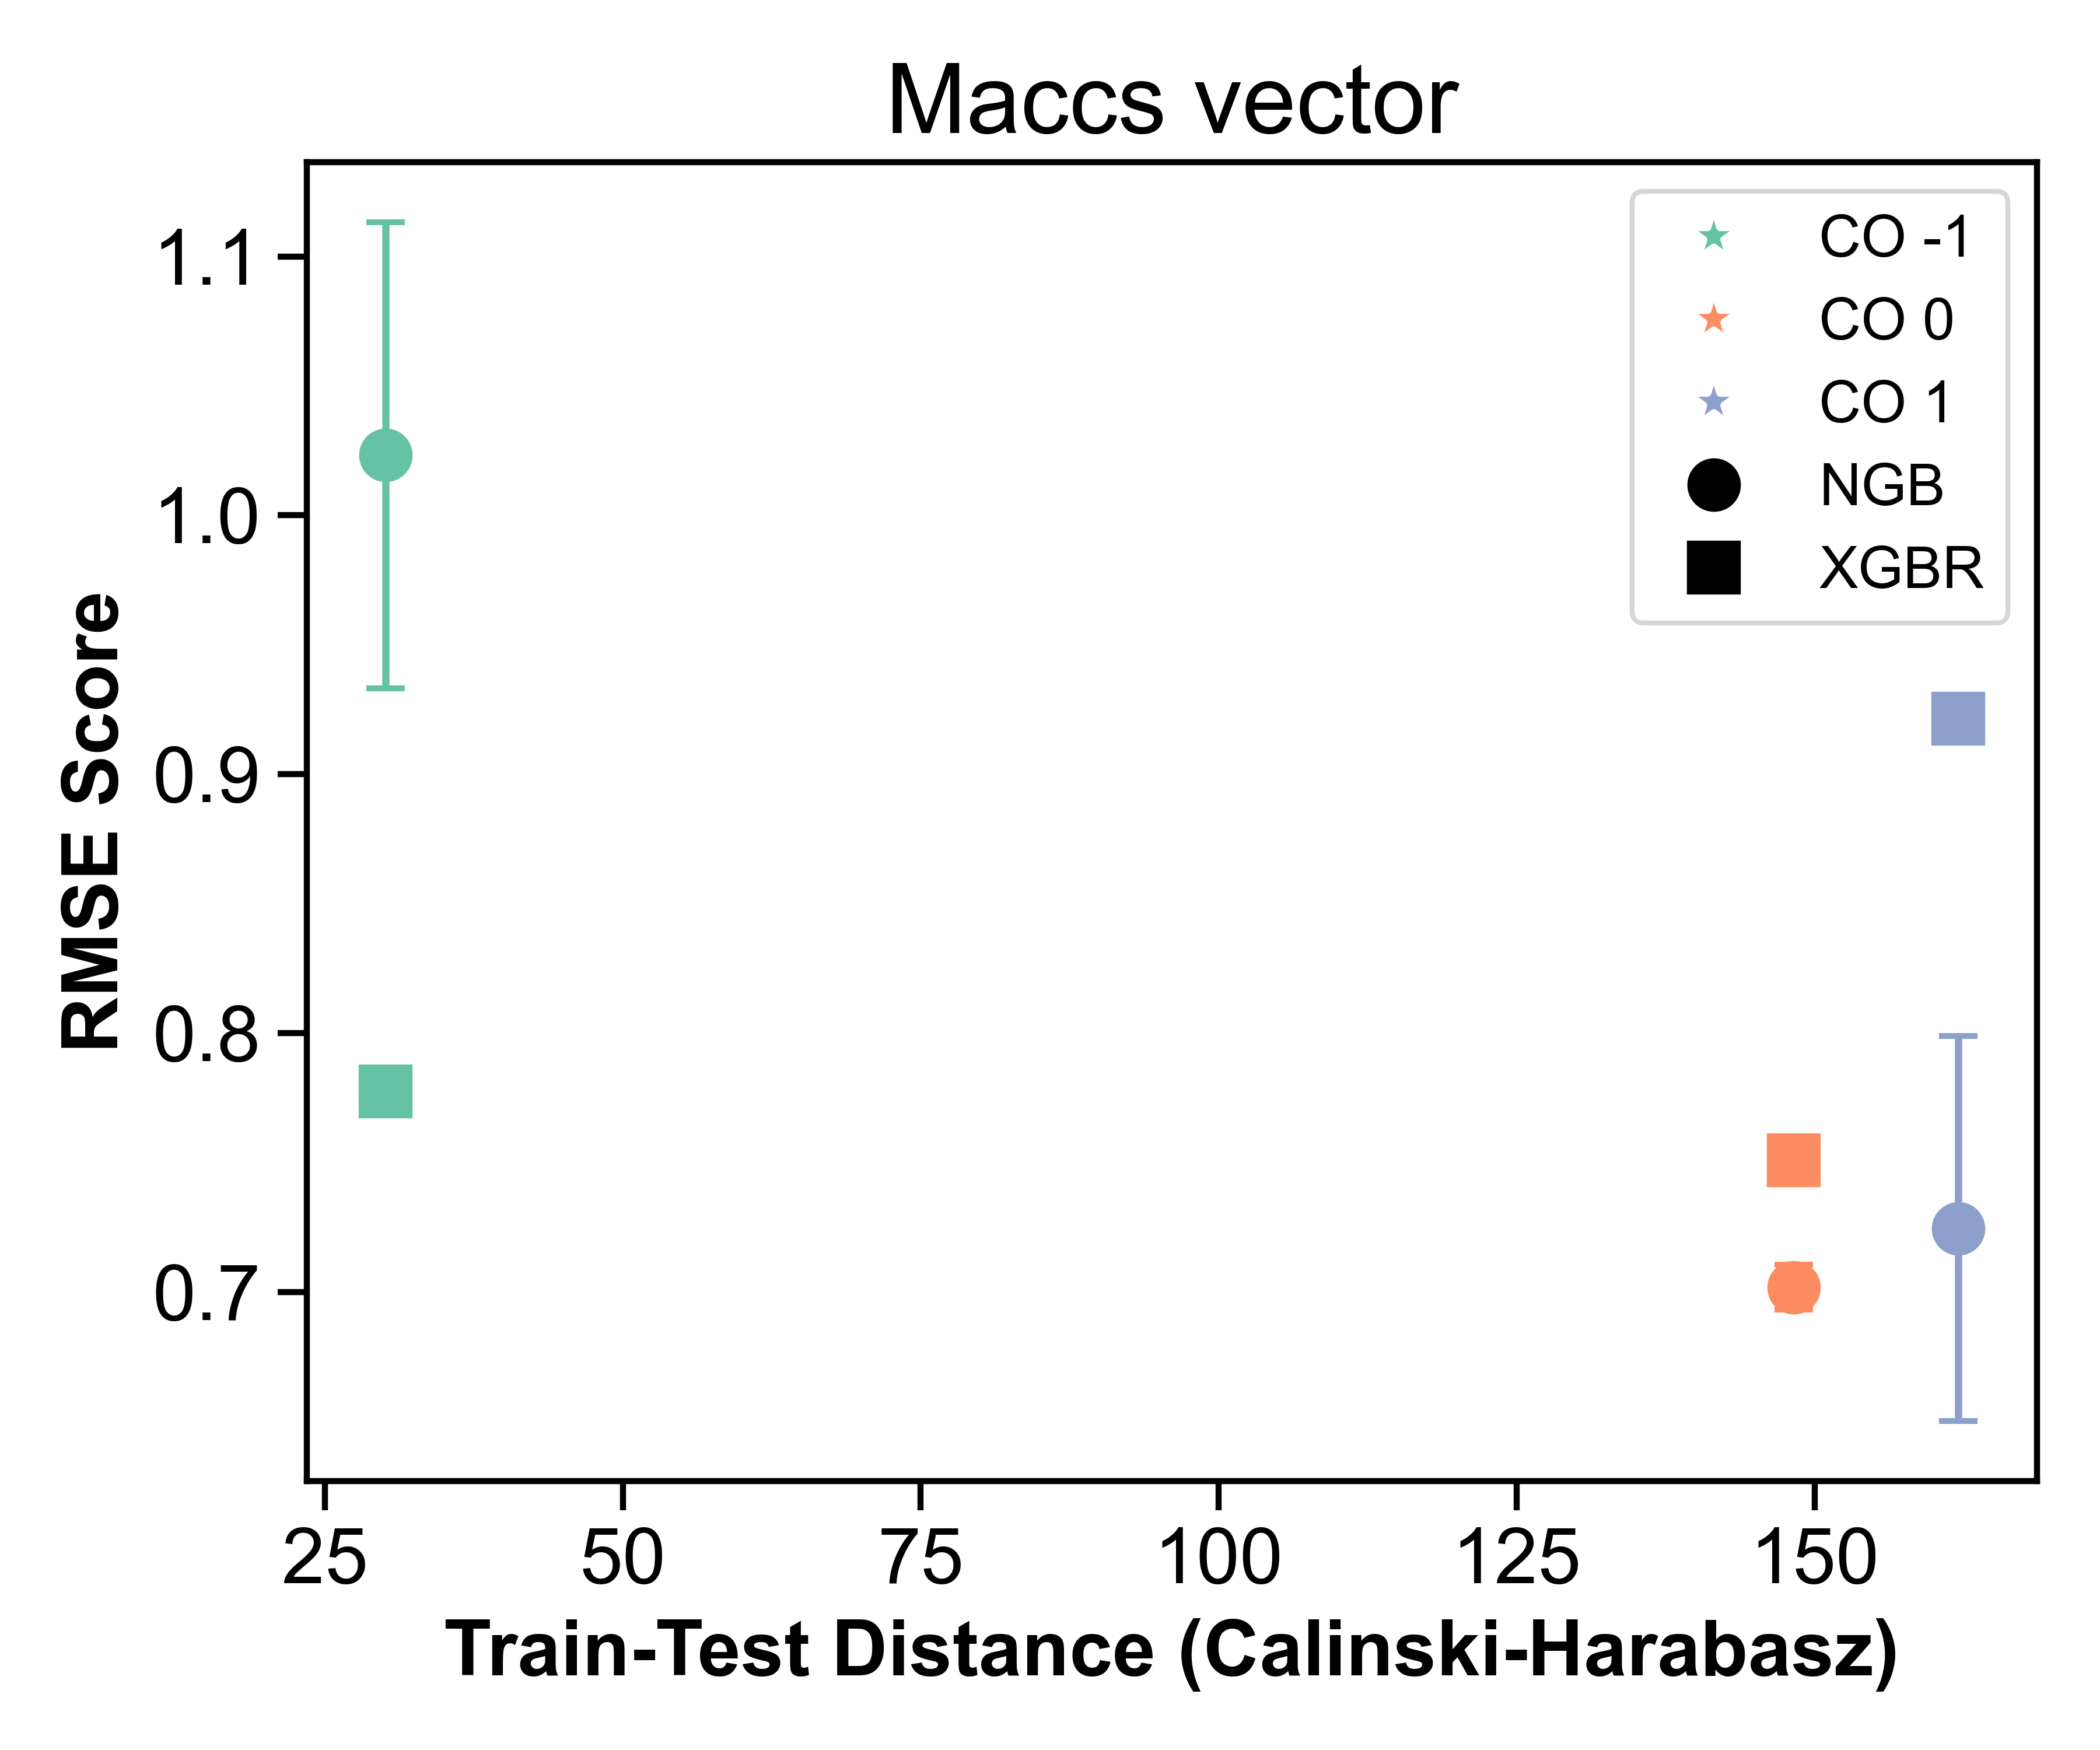 Maccs vector
CO -1
CO 0
CO 1
NGB
XGBR
RMSE Score
1.1
1.0
0.9
0.8
0.7
25 50 75 100 125 150
Train-Test Distance (Calinski-Harabasz)